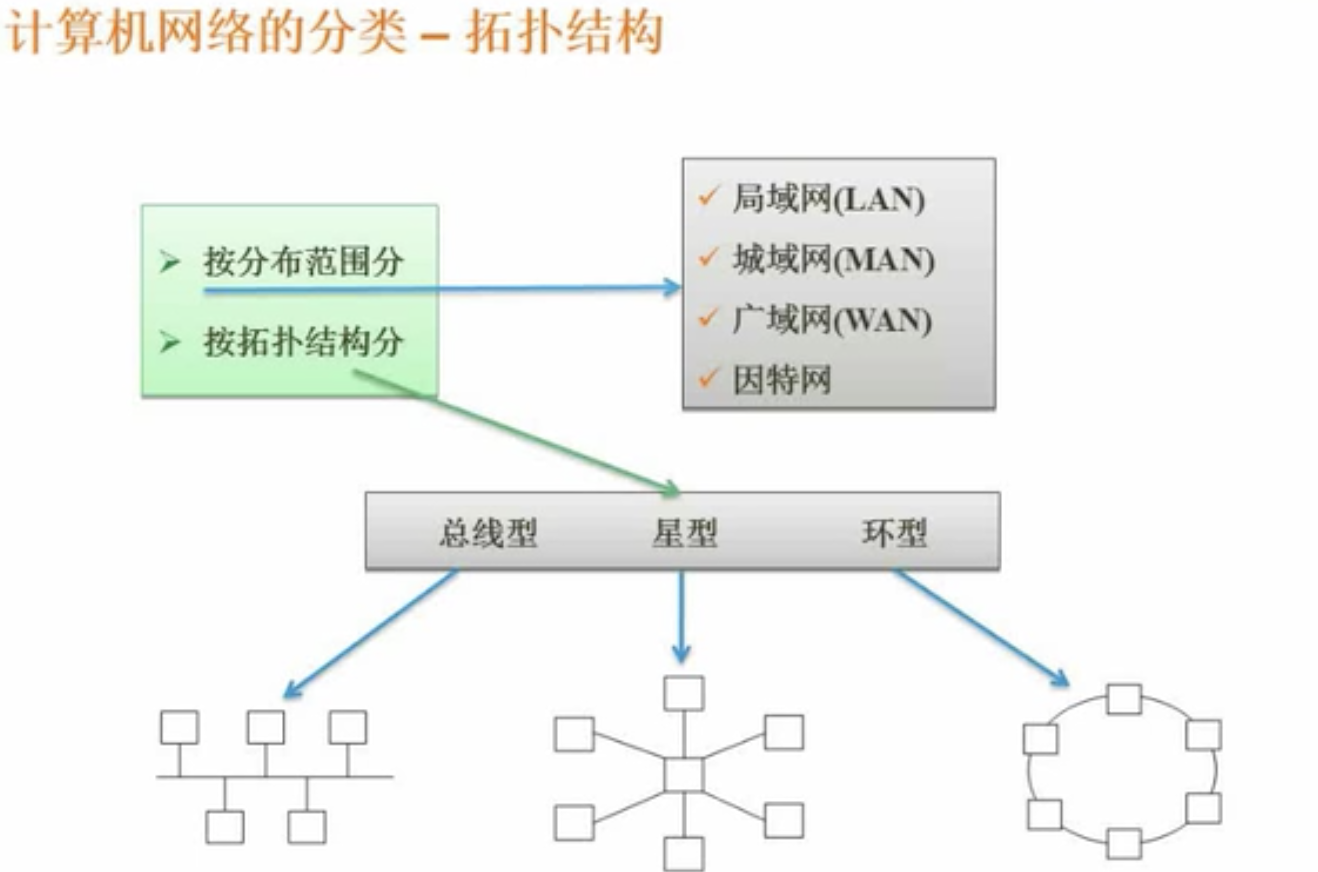 计算机网络的分类 – 拓扑结构
按分布范围分
按拓扑结构分
局域网(LAN)
城域网(MAN)
广域网(WAN)
因特网
总线型 星型 环型